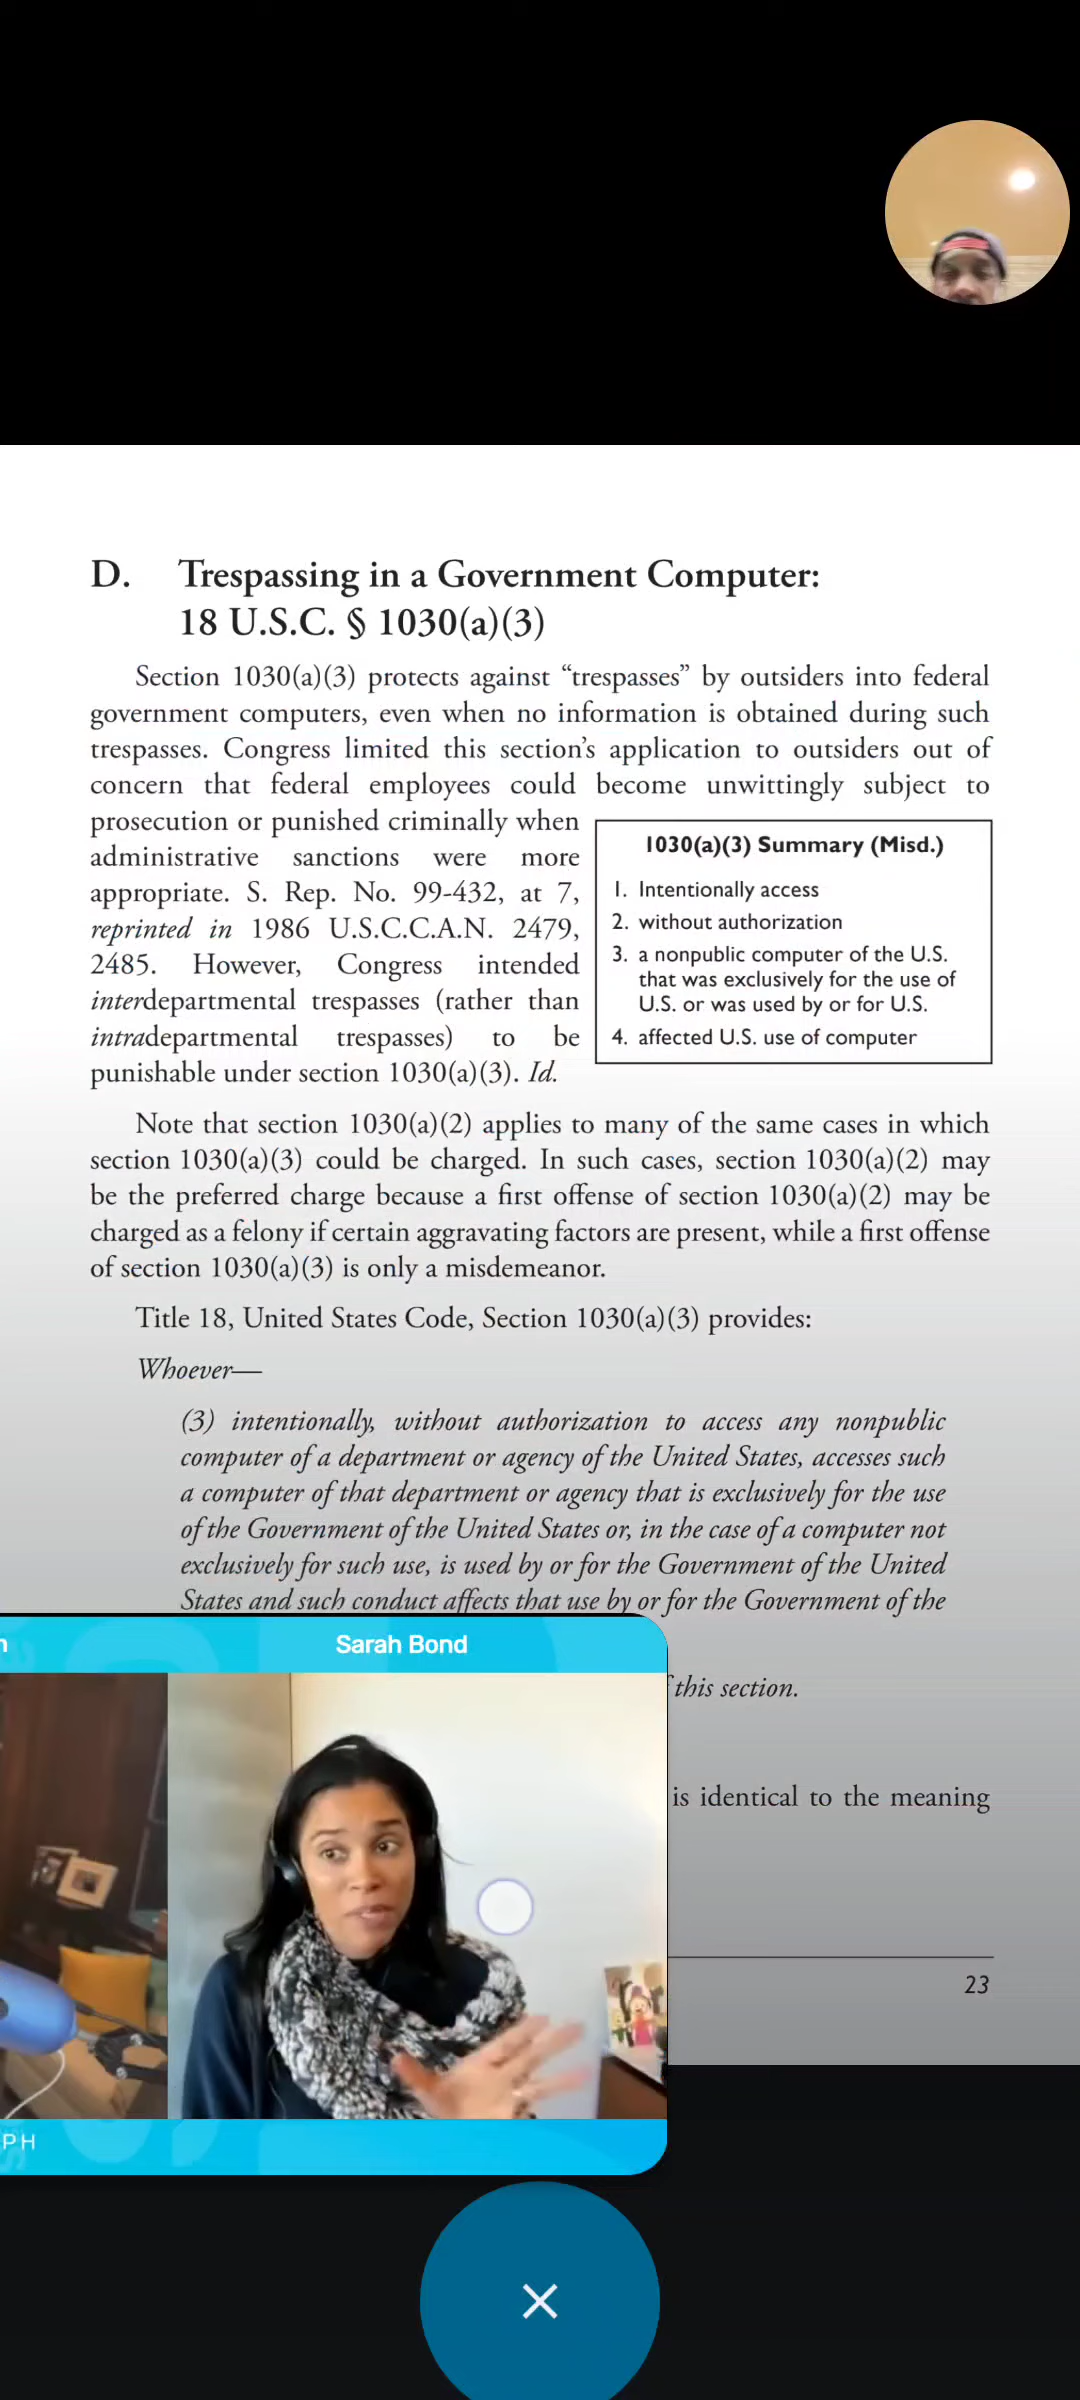 D. Trespassing in a Government Computer:
18 U.S.C. § 1030(a)(3)
Section 1030(a)(3) protects against “trespasses” by outsiders into federal
government computers, even when no information is obtained during such
trespasses. Congress limited this section’s application to outsiders out of
concern that federal employees could become unwittingly subject to
prosecution or punished criminally when
administrative sanctions were more
appropriate. S. Rep. No. 99-432, at 7,
reprinted in 1986 U.S.C.C.A.N. 2479,
2485. However, Congress intended
interdepartmental trespasses (rather than
intradepartmental trespasses) to be
punishable under section 1030(a)(3). Id.
1030(a)(3) Summary (Misd.)
1. Intentionally access
2. without authorization
3. a nonpublic computer of the U.S.
that was exclusively for the use of
U.S. or was used by or for U.S.
4. affected U.S. use of computer
Note that section 1030(a)(2) applies to many of the same cases in which
section 1030(a)(3) could be charged. In such cases, section 1030(a)(2) may
be the preferred charge because a first offense of section 1030(a)(2) may be
charged as a felony if certain aggravating factors are present, while a first offense
of section 1030(a)(3) is only a misdemeanor.
Title 18, United States Code, Section 1030(a)(3) provides:
Whoever—
(3) intentionally, without authorization to access any nonpublic
computer of a department or agency of the United States, accesses such
a computer of that department or agency that is exclusively for the use
of the Government of the United States or, in the case of a computer not
exclusively for such use, is used by or for the Government of the United
States and such conduct affects that use by or for the Government of the
Sarah Bond
this section.
is identical to the meaning
23
PH